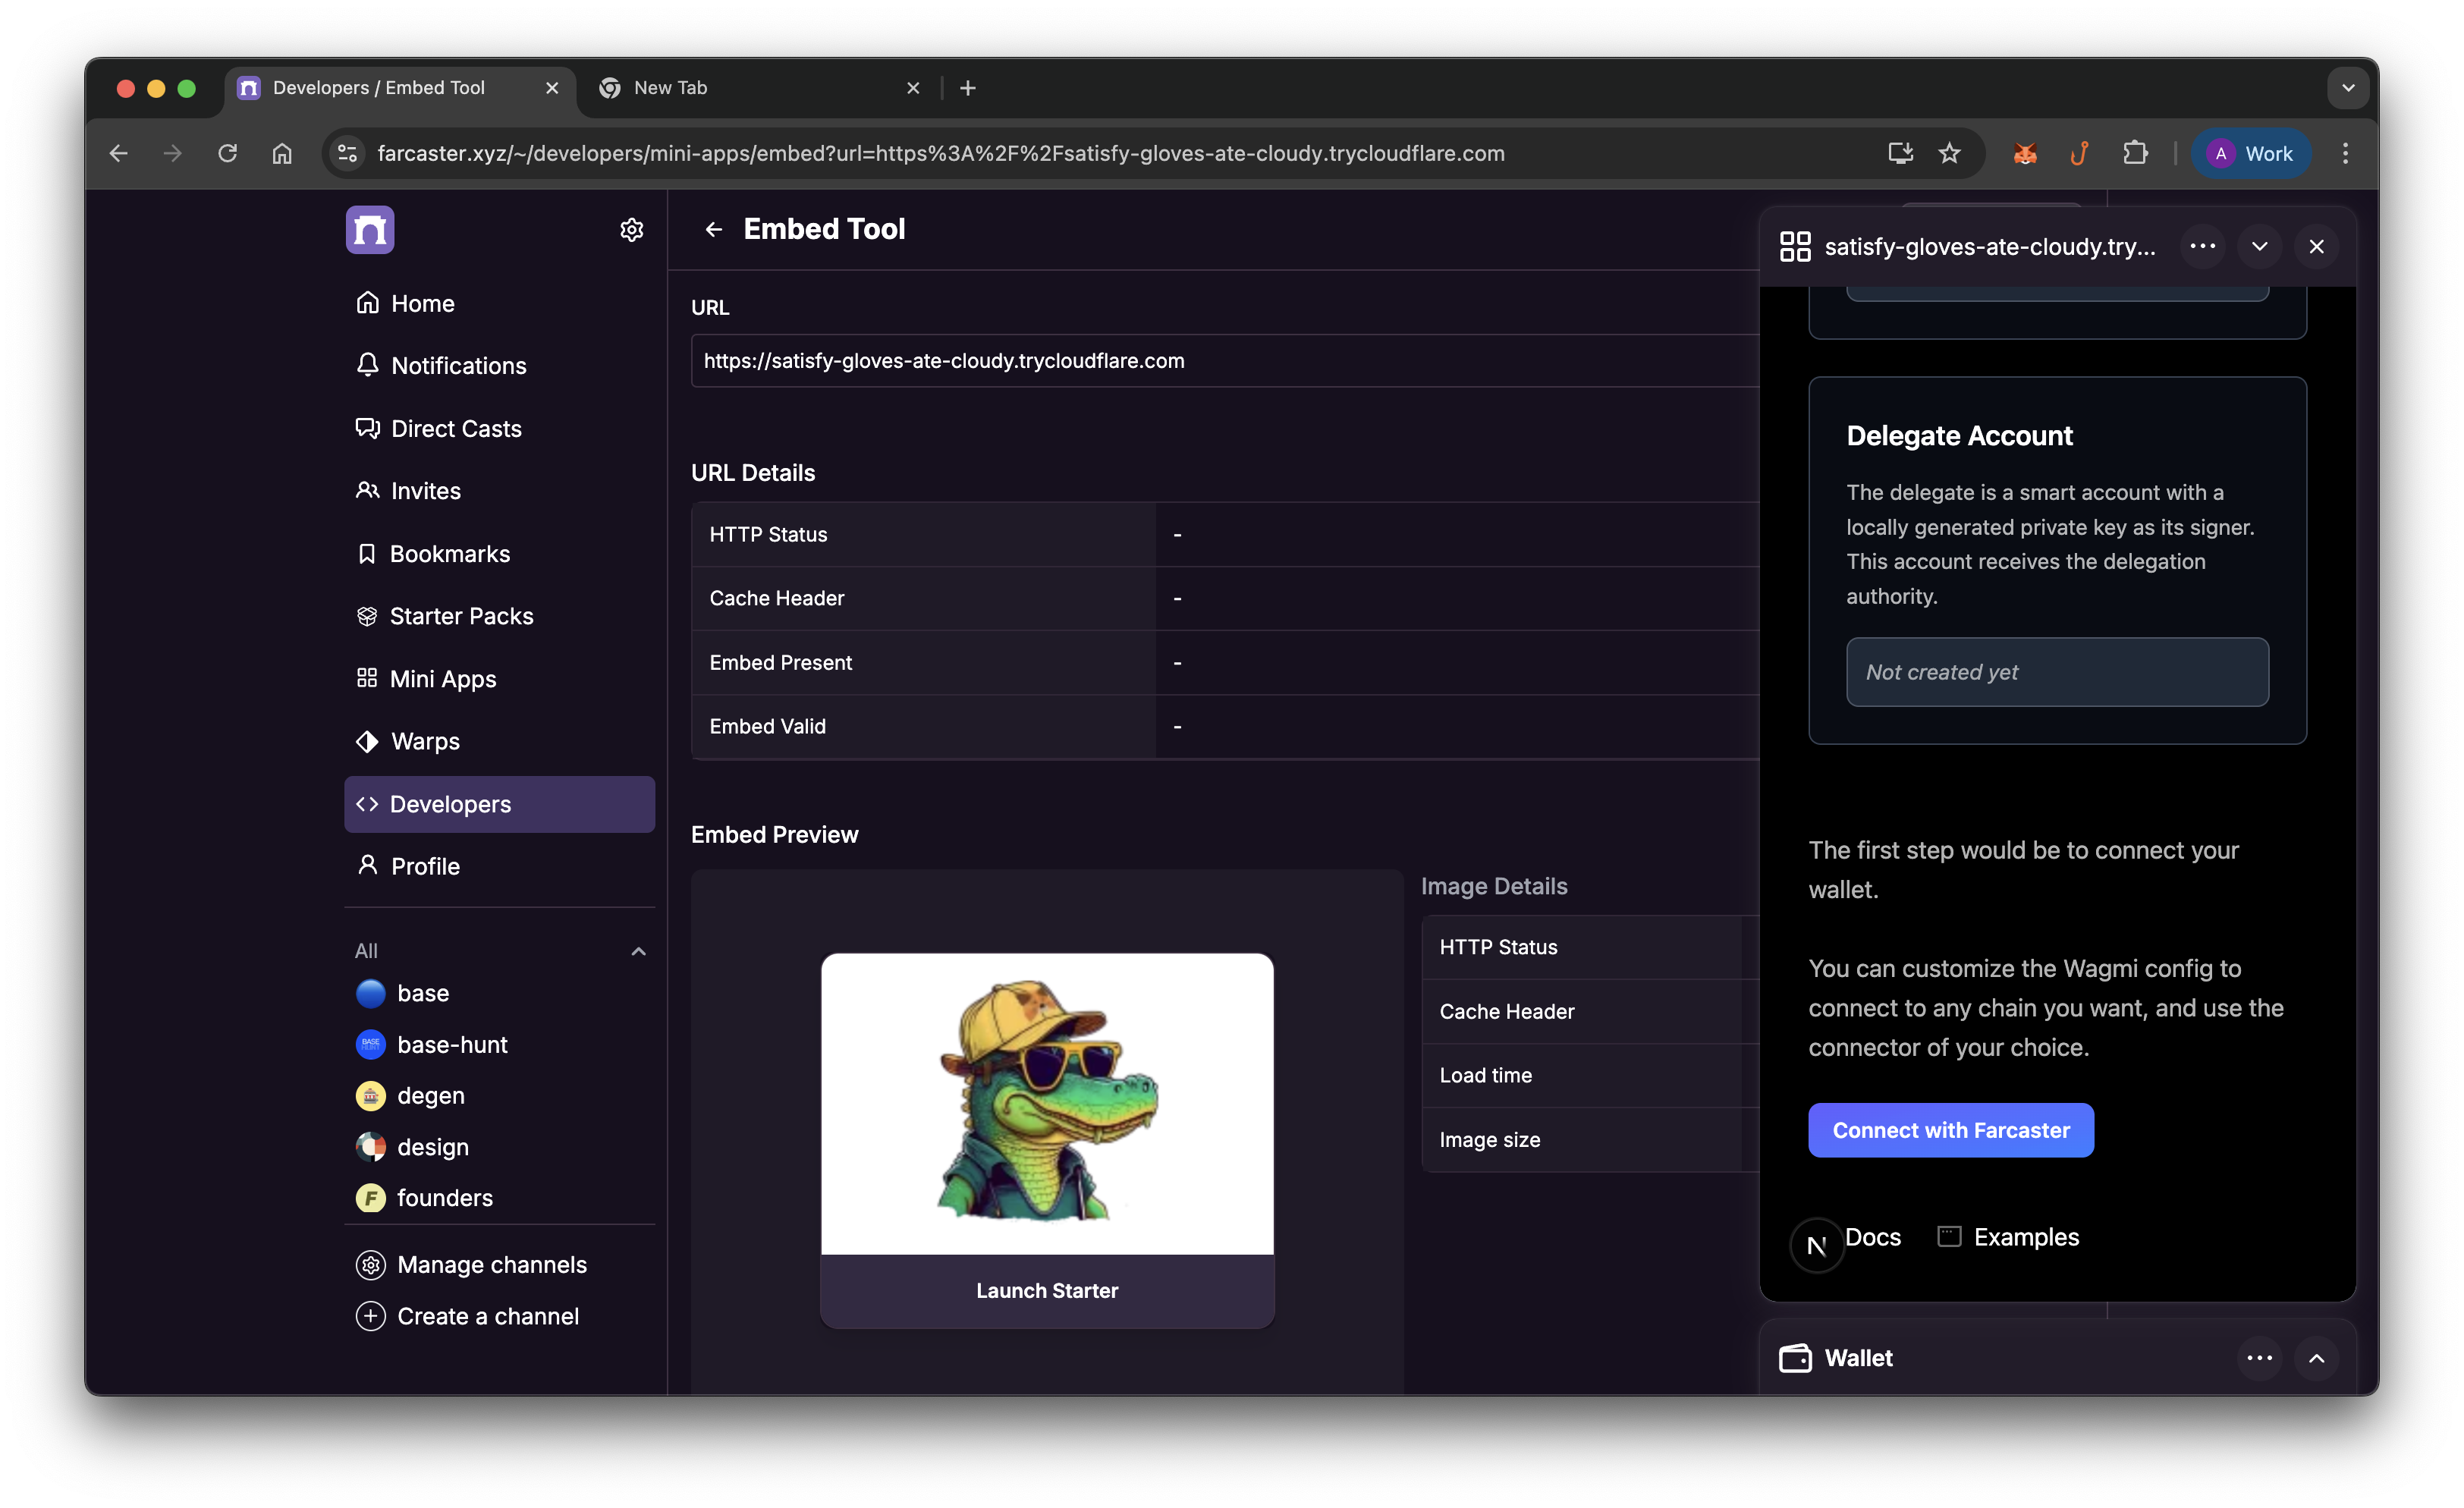 Developers / Embed Tool
New Tab
farcaster.xyz/~/developers/mini-apps/embed?url=https%3A%2F%2Fsatisfy-gloves-ate-cloudy.trycloudflare.com
A Work
Embed Tool
Home
Notifications
Direct Casts
Invites
Bookmarks
Starter Packs
Mini Apps
Warps
Developers
Profile
All
base
BASE HUNT
base-hunt
degen
design
F founders
Manage channels
Create a channel
URL
https://satisfy-gloves-ate-cloudy.trycloudflare.com
URL Details
HTTP Status -
Cache Header -
Embed Present -
Embed Valid -
Embed Preview
Launch Starter
Image Details
HTTP Status
Cache Header
Load time
Image size
satisfy-gloves-ate-cloudy.try...
Delegate Account
The delegate is a smart account with a
locally generated private key as its signer.
This account receives the delegation
authority.
Not created yet
The first step would be to connect your
wallet.
You can customize the Wagmi config to
connect to any chain you want, and use the
connector of your choice.
Connect with Farcaster
N Docs
Examples
Wallet